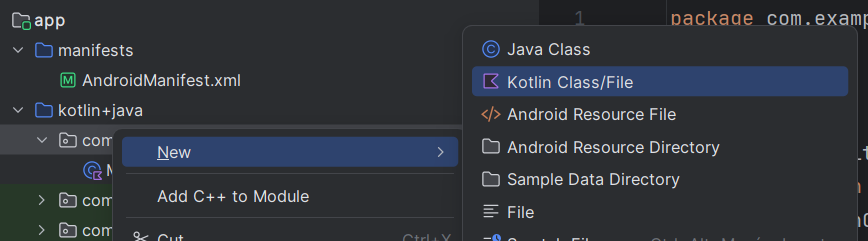 app
manifests
AndroidManifest.xml
kotlin+java
com
com
com
New
Add C++ to Module
Cut Ctrl+X
Java Class
Kotlin Class/File
Android Resource File
Android Resource Directory
Sample Data Directory
File
1 package com.examp